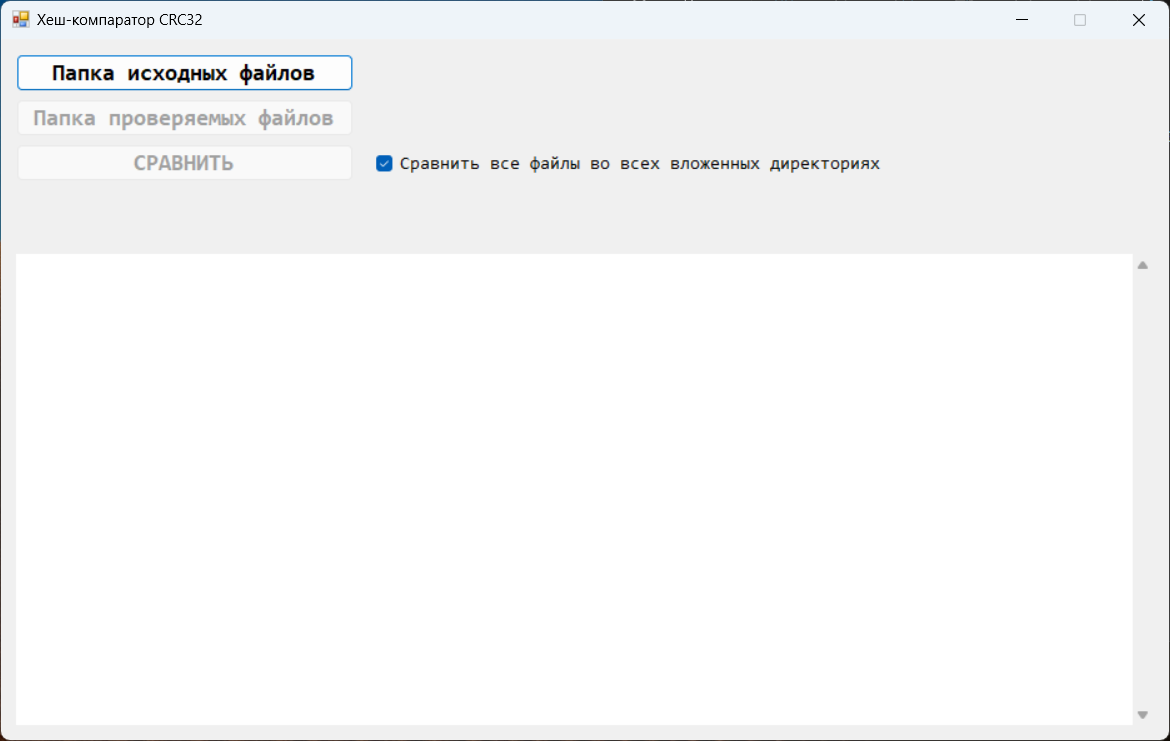 Хеш-компаратор CRC32
Папка исходных файлов
Папка проверяемых файлов
СРАВНИТЬ
Сравнить все файлы во всех вложенных директориях